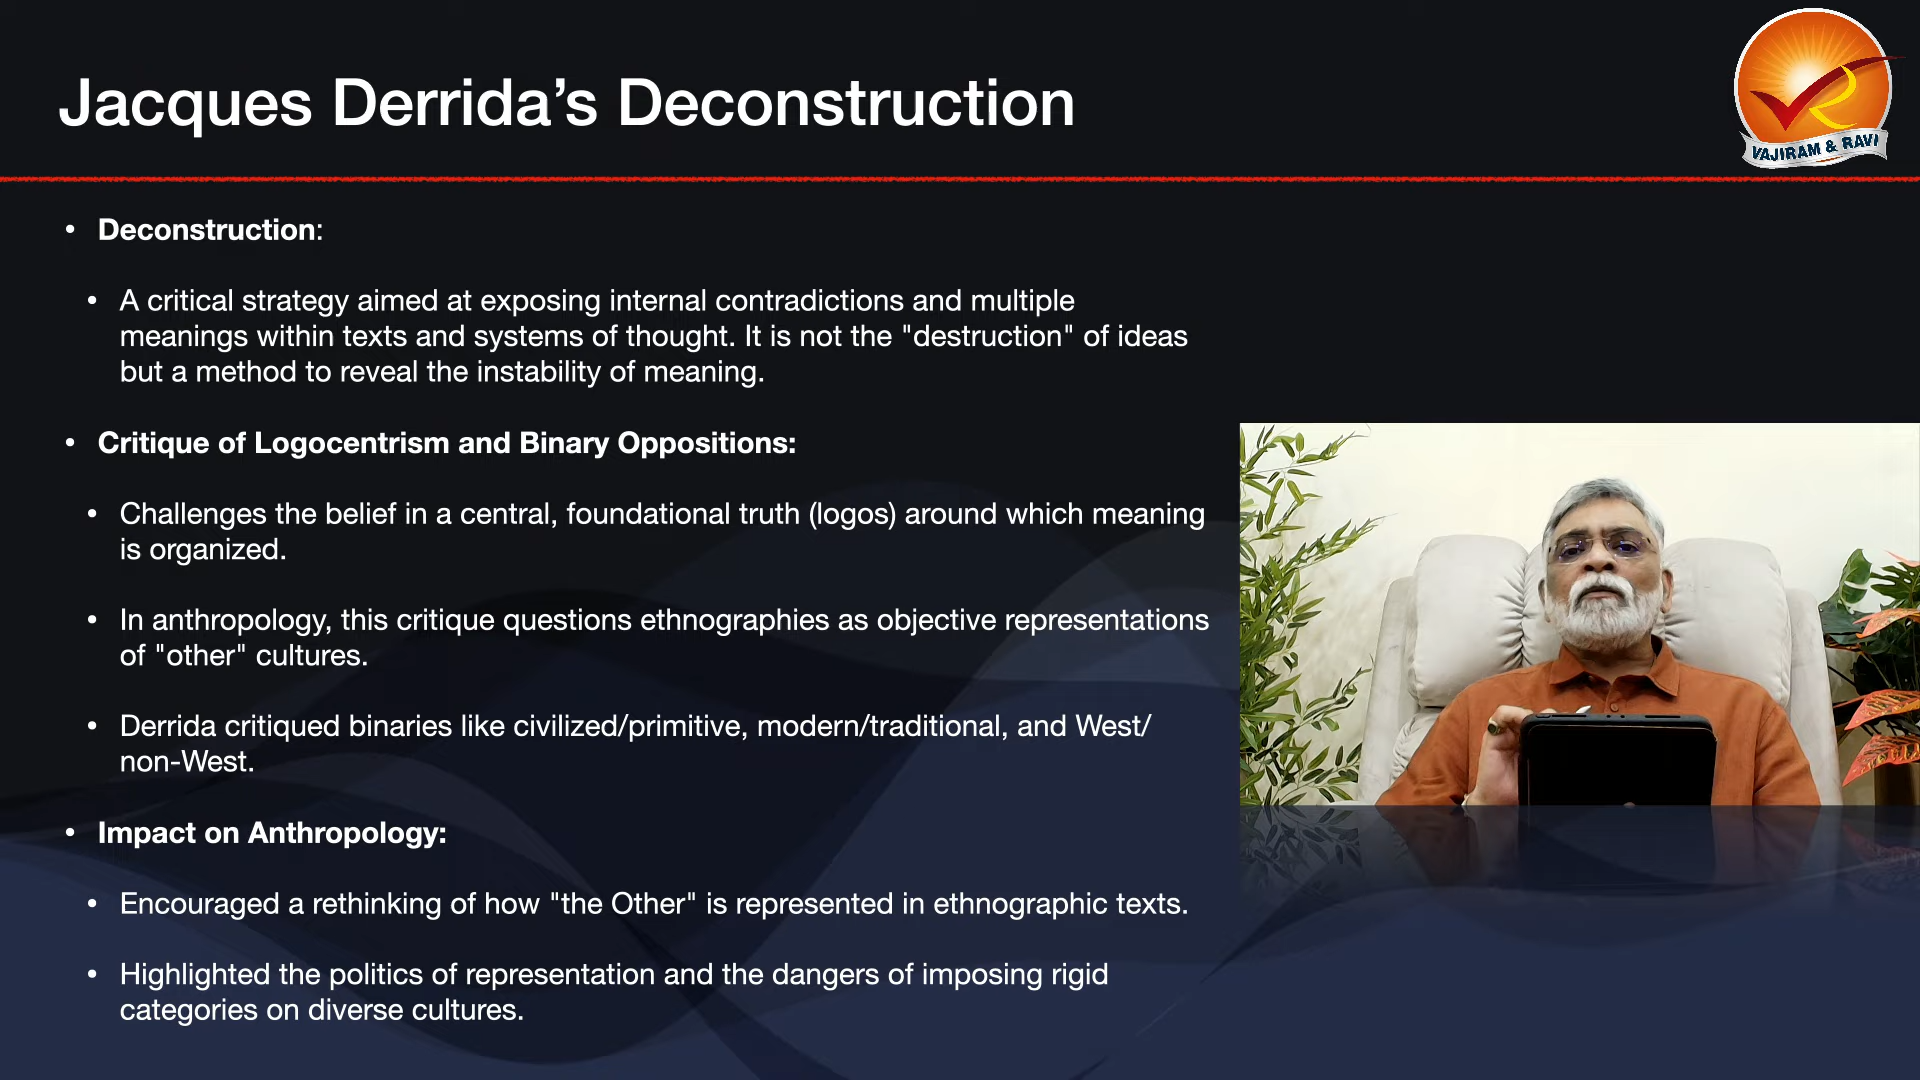 Jacques Derrida’s Deconstruction
VAJIRAM & RAVI
• Deconstruction:
• A critical strategy aimed at exposing internal contradictions and multiple
meanings within texts and systems of thought. It is not the "destruction" of ideas
but a method to reveal the instability of meaning.
• Critique of Logocentrism and Binary Oppositions:
• Challenges the belief in a central, foundational truth (logos) around which meaning
is organized.
• In anthropology, this critique questions ethnographies as objective representations
of "other" cultures.
• Derrida critiqued binaries like civilized/primitive, modern/traditional, and West/
non-West.
• Impact on Anthropology:
• Encouraged a rethinking of how "the Other" is represented in ethnographic texts.
• Highlighted the politics of representation and the dangers of imposing rigid
categories on diverse cultures.